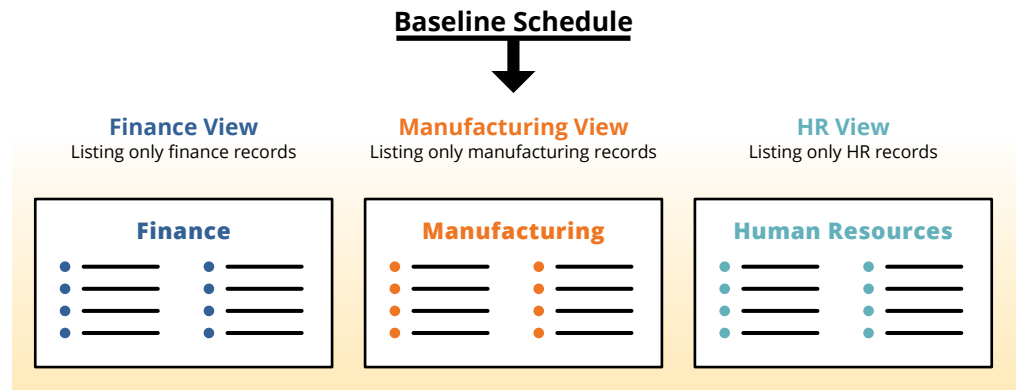 Baseline Schedule
Finance View
Listing only finance records
Manufacturing View
Listing only manufacturing records
HR View
Listing only HR records
Finance
Manufacturing
Human Resources